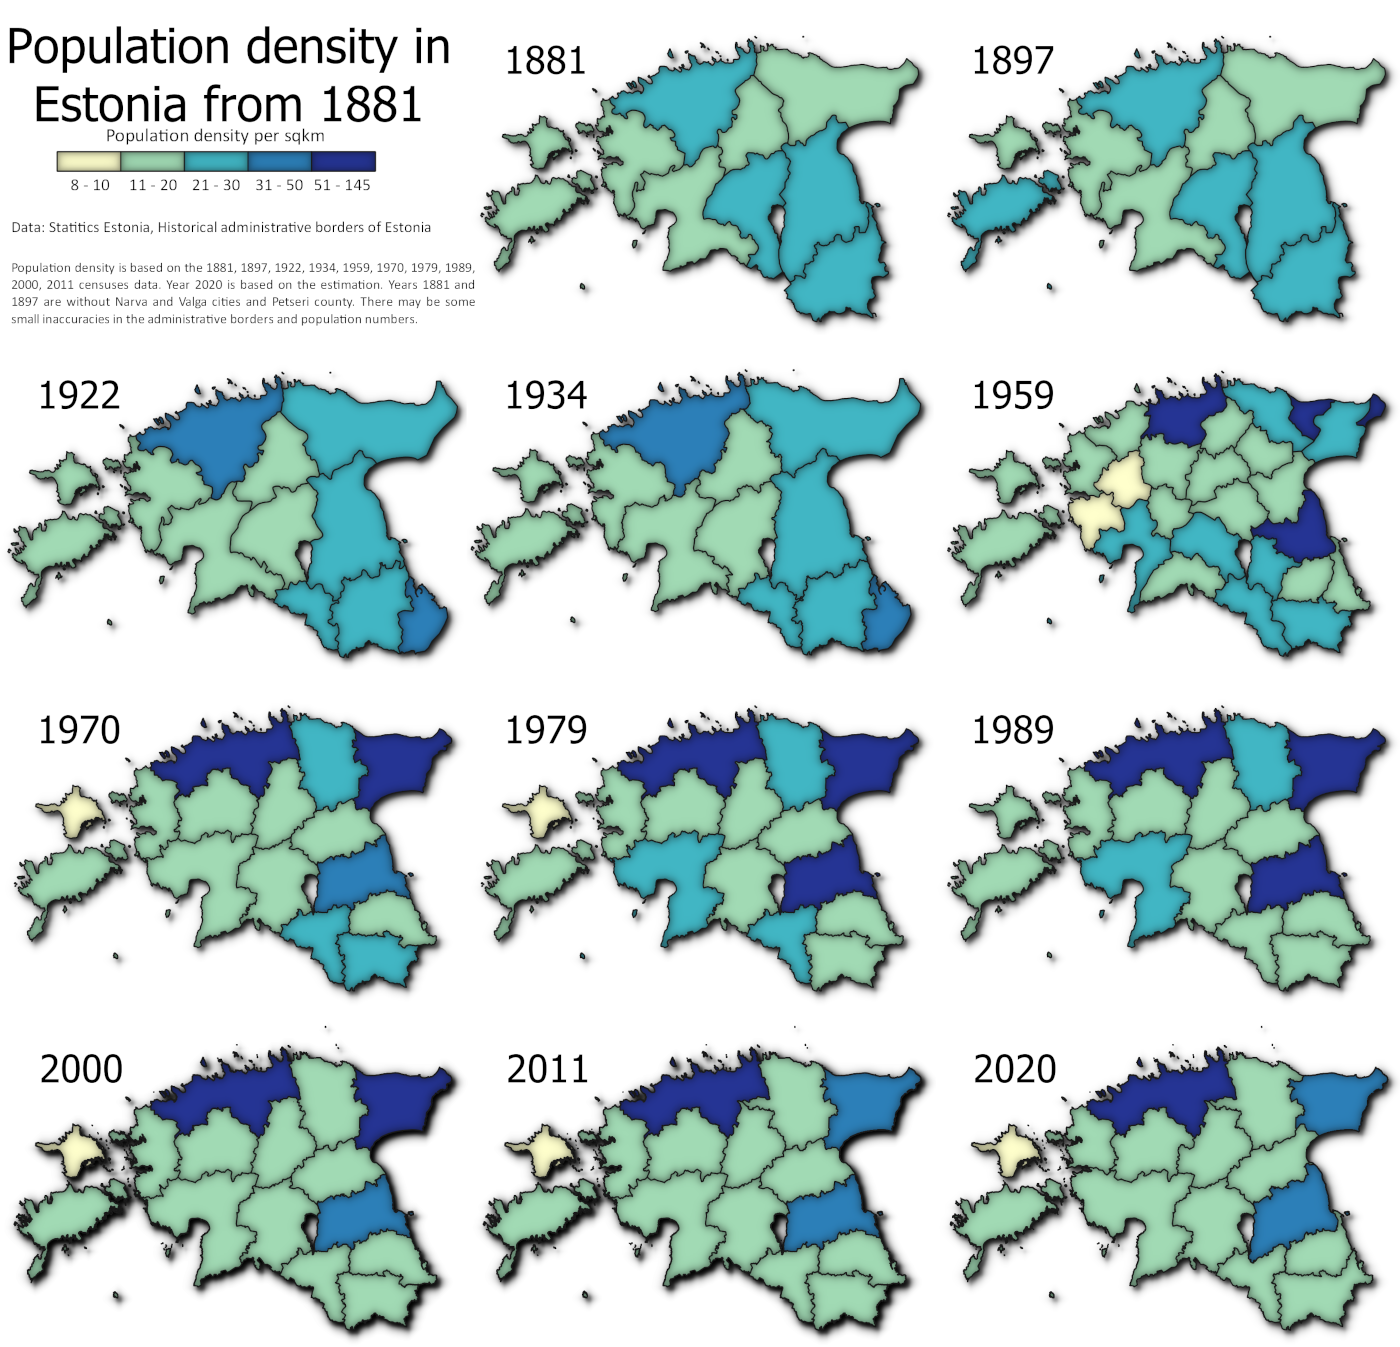 Population density in
Estonia from 1881
Population density per sqkm
8 - 10 11 - 20 21 - 30 31 - 50 51 - 145
Data: Statitics Estonia, Historical administrative borders of Estonia
Population density is based on the 1881, 1897, 1922, 1934, 1959, 1970, 1979, 1989,
2000, 2011 censuses data. Year 2020 is based on the estimation. Years 1881 and
1897 are without Narva and Valga cities and Petseri county. There may be some
small inaccuracies in the administrative borders and population numbers.
1881
1897
1922
1934
1959
1970
1979
1989
2000
2011
2020